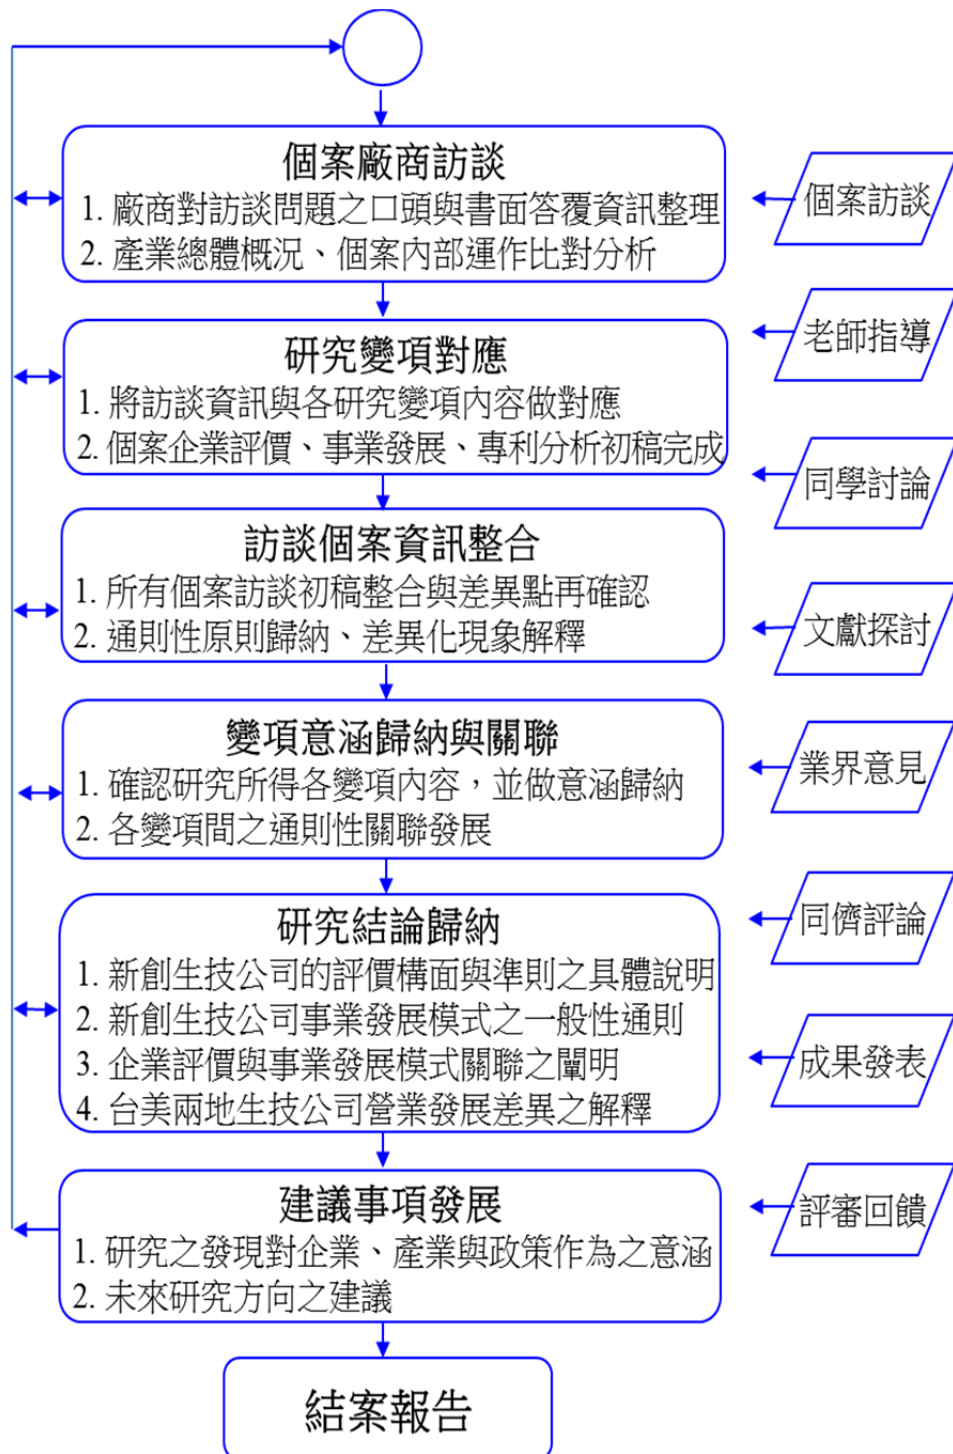 個案廠商訪談
1. 廠商對訪談問題之口頭與書面答覆資訊整理
2. 產業總體概況、個案內部運作比對分析
個案訪談
研究變項對應
1. 將訪談資訊與各研究變項內容做對應
2. 個案企業評價、事業發展、專利分析初稿完成
老師指導
同學討論
訪談個案資訊整合
1. 所有個案訪談初稿整合與差異點再確認
2. 通則性原則歸納、差異化現象解釋
文獻探討
變項意涵歸納與關聯
1. 確認研究所得各變項內容，並做意涵歸納
2. 各變項間之通則性關聯發展
業界意見
研究結論歸納
1. 新創生技公司的評價構面與準則之具體說明
2. 新創生技公司事業發展模式之一般性通則
3. 企業評價與事業發展模式關聯之闡明
4. 台美兩地生技公司營業發展差異之解釋
同儕評論
成果發表
建議事項發展
1. 研究之發現對企業、產業與政策作為之意涵
2. 未來研究方向之建議
評審回饋
結案報告